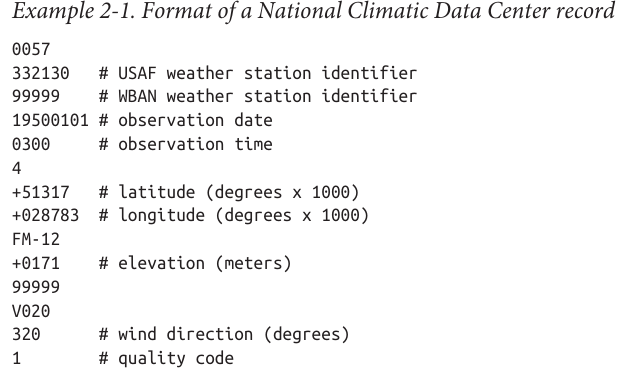 Example 2-1. Format of a National Climatic Data Center record
0057
332130   # USAF weather station identifier
99999    # WBAN weather station identifier
19500101 # observation date
0300     # observation time
4
+51317   # latitude (degrees x 1000)
+028783  # longitude (degrees x 1000)
FM-12
+0171    # elevation (meters)
99999
V020
320      # wind direction (degrees)
1        # quality code